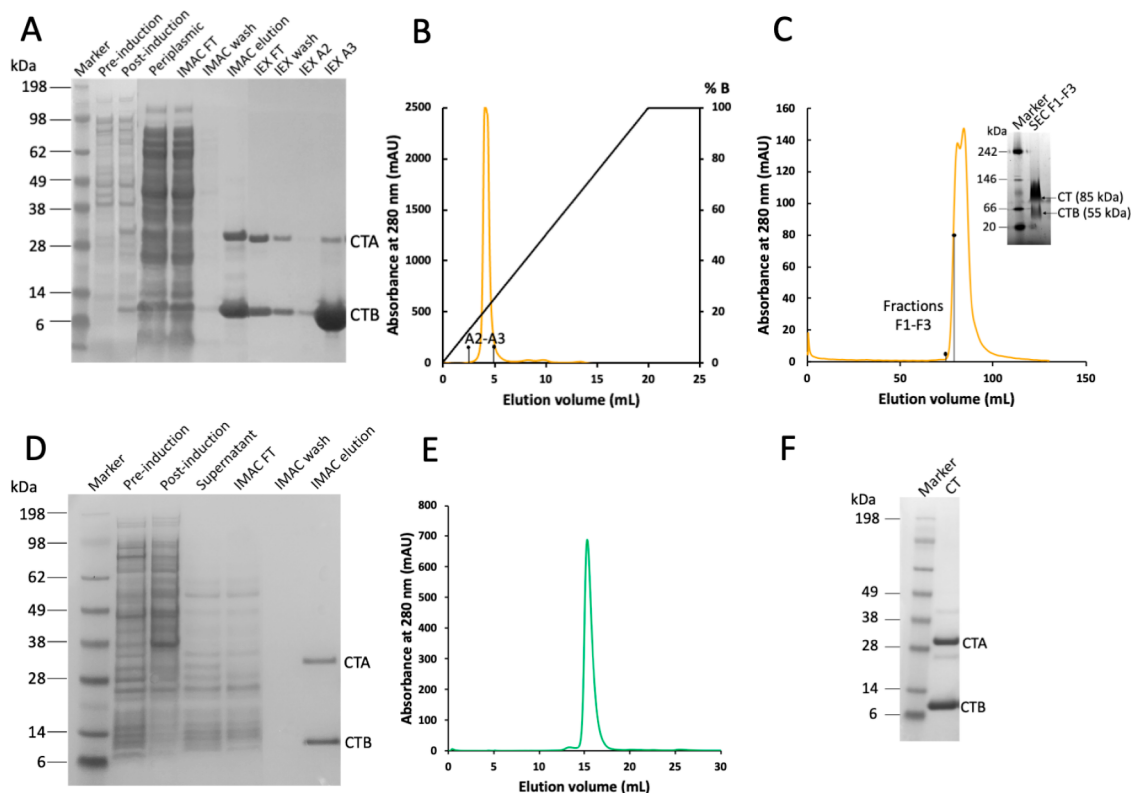 A
kDa
Marker
Pre-induction
Post-induction
Periplasmic
IMAC FT
IMAC wash
IMAC elution
IEX FT
IEX wash
IEX A2
IEX A3
198
98
62
49
38
28
14
6
CTA
CTB
B
% B
Absorbance at 280 nm (mAU)
2500
2000
1500
1000
500
0
100
80
60
40
20
0
A2-A3
0 5 10 15 20 25
Elution volume (mL)
C
Absorbance at 280 nm (mAU)
160
140
120
100
80
60
40
20
0
Fractions
F1-F3
0 50 100 150
Elution volume (mL)
kDa
Marker
SEC F1-F3
242
146
66
20
CT (85 kDa)
CTB (55 kDa)
D
kDa
Marker
Pre-induction
Post-induction
Supernatant
IMAC FT
IMAC wash
IMAC elution
198
98
62
49
38
28
14
6
CTA
CTB
E
Absorbance at 280 nm (mAU)
800
700
600
500
400
300
200
100
0
0 5 10 15 20 25 30
Elution volume (mL)
F
kDa
Marker
CT
198
49
38
28
14
6
CTA
CTB